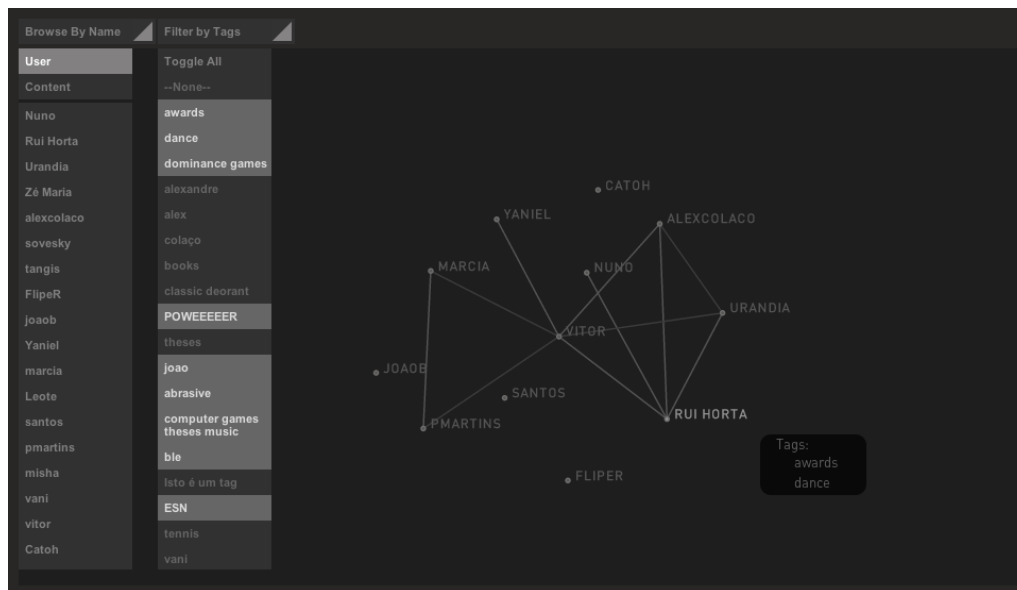 Browse By Name
Filter by Tags
User
Content
Nuno
Rui Horta
Urandia
Zé Maria
alexcolaco
sovesky
tangis
FlipeR
joaob
Yaniel
marcia
Leote
santos
pmartins
misha
vani
vitor
Catoh
Toggle All
--None--
awards
dance
dominance games
alexandre
alex
colaço
books
classic deorant
POWEEEEER
theses
joao
abrasive
computer games
theses music
ble
Isto é um tag
ESN
tennis
vani
CATOH
YANIEL
ALEXCOLACO
MARCIA
NUNO
URANDIA
VITOR
JOAOB
SANTOS
RUI HORTA
PMARTINS
Tags:
awards
FLIPER
dance